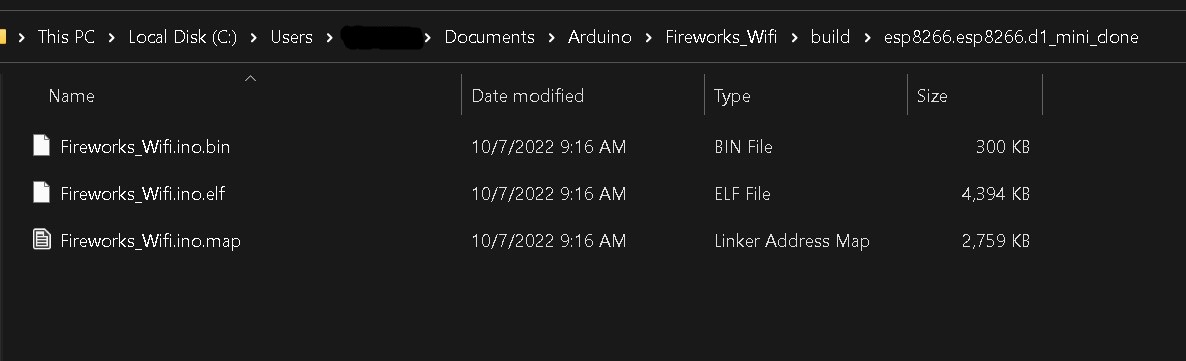 This PC > Local Disk (C:) > Users > > Documents > Arduino > Fireworks_Wifi > build > esp8266.esp8266.d1_mini_clone
Name Date modified Type Size
Fireworks_Wifi.ino.bin 10/7/2022 9:16 AM BIN File 300 KB
Fireworks_Wifi.ino.elf 10/7/2022 9:16 AM ELF File 4,394 KB
Fireworks_Wifi.ino.map 10/7/2022 9:16 AM Linker Address Map 2,759 KB